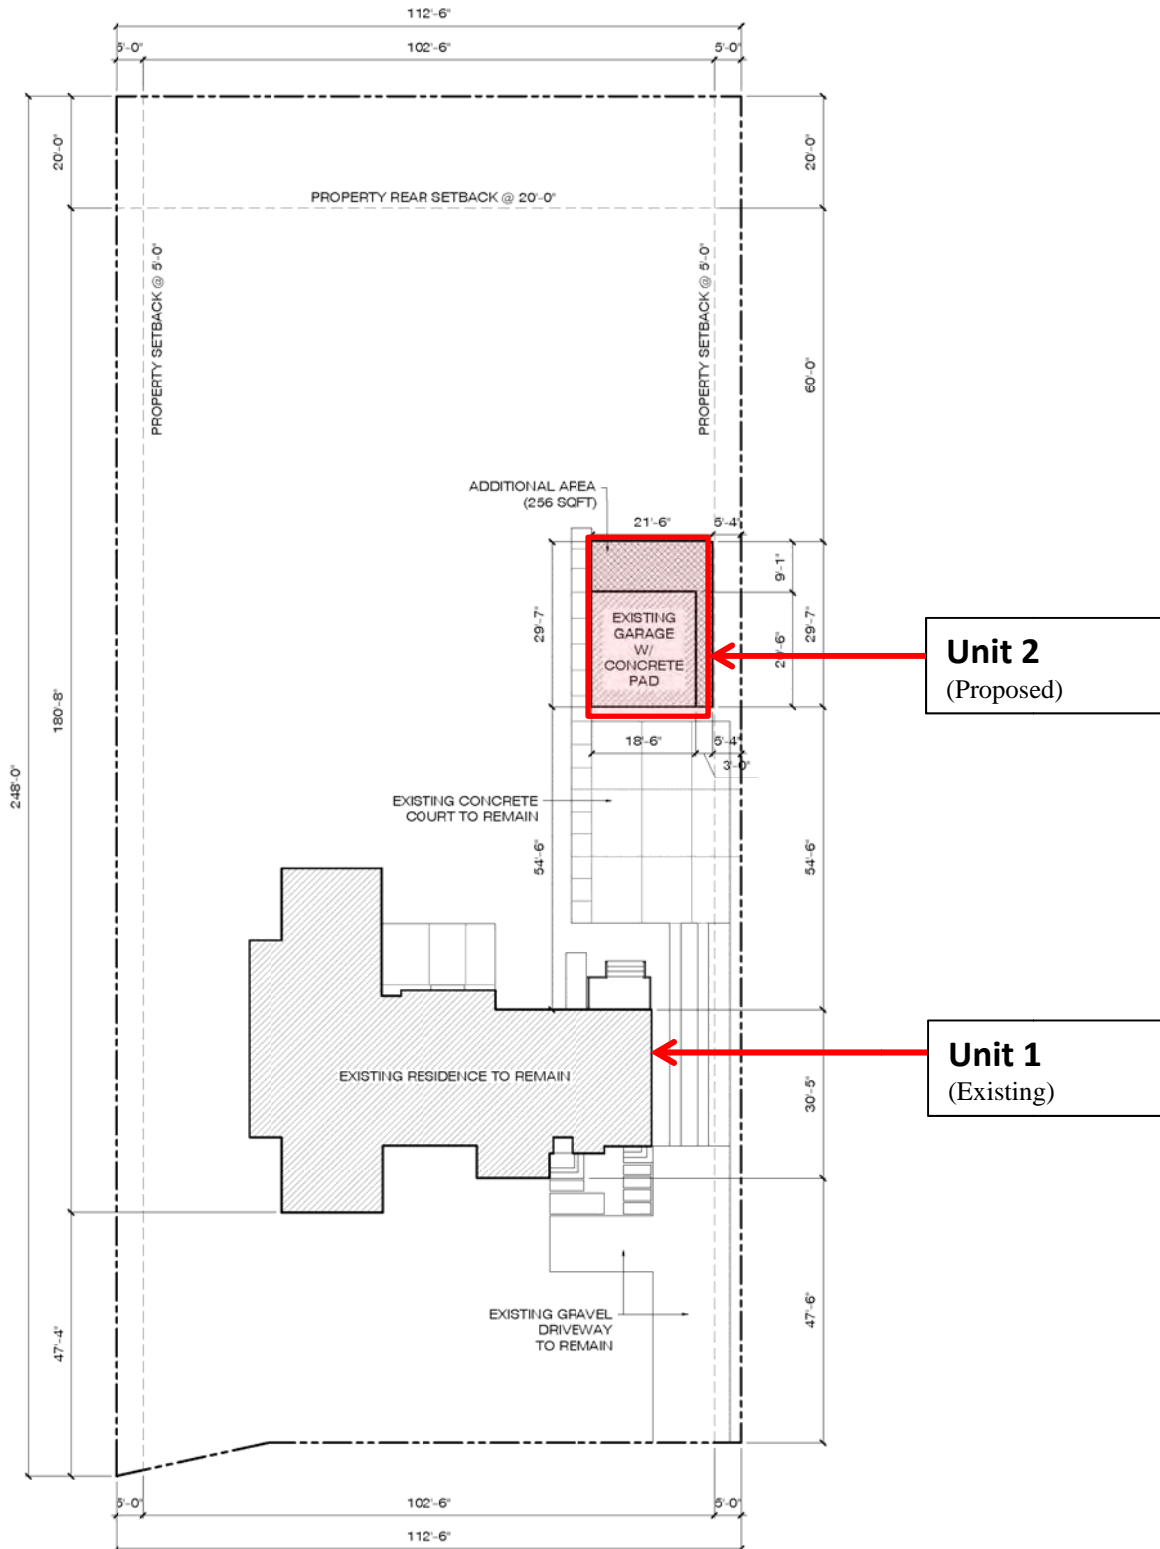 112'-6"
5'-0" 102'-6" 5'-0"
20'-0" 20'-0"
PROPERTY REAR SETBACK @ 20'-0"
PROPERTY SETBACK @ 5'-0"
PROPERTY SETBACK @ 5'-0"
60'-0"
ADDITIONAL AREA
(256 SQFT)
21'-6" 5'-4"
9'-1"
29'-7"
EXISTING
GARAGE
W/
CONCRETE
PAD
20'-6"
29'-7"
Unit 2
(Proposed)
180'-8"
248'-0"
18'-6" 5'-4"
3'-0"
EXISTING CONCRETE
COURT TO REMAIN
54'-6"
54'-6"
EXISTING RESIDENCE TO REMAIN
Unit 1
(Existing)
30'-5"
EXISTING GRAVEL
DRIVEWAY
TO REMAIN
47'-4"
47'-6"
5'-0" 102'-6" 5'-0"
112'-6"